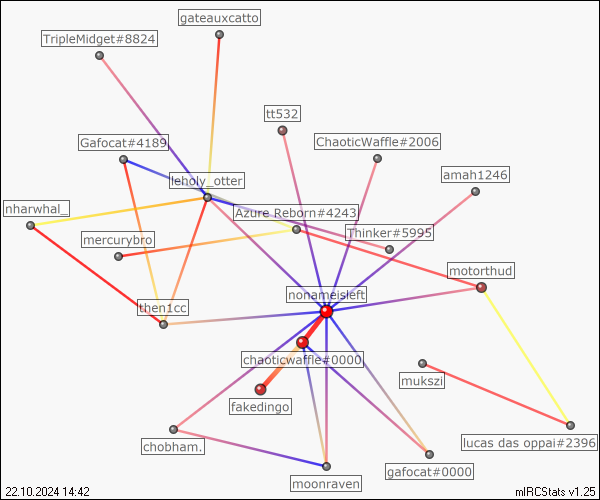 gateauxcatto
TripleMidget#8824
tt532
Gafocat#4189
ChaoticWaffle#2006
amah1246
leholy_otter
nharwhal_
Azure Reborn#4243
Thinker#5995
mercurybro
motorthud
nonameisleft
then1cc
chaoticwaffle#0000
mukszi
fakedingo
lucas das oppai#2396
chobham.
gafocat#0000
moonraven
22.10.2024 14:42
mIRCStats v1.25